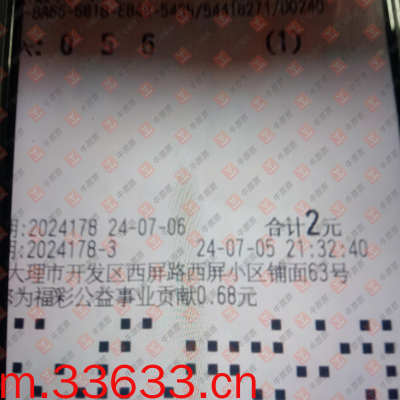 0 5 6 (1)
:2024178 24-07-06 合计2元
:2024178-3 24-07-05 21:32:40
大理市开发区西屏路西屏小区铺面63号
为福彩公益事业贡献0.68元
m.33633.cn